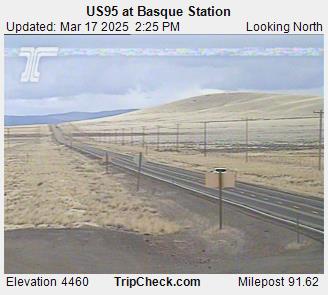 US95 at Basque Station
Updated: Mar 17 2025 2:25 PM Looking North
Elevation 4460 TripCheck.com Milepost 91.62